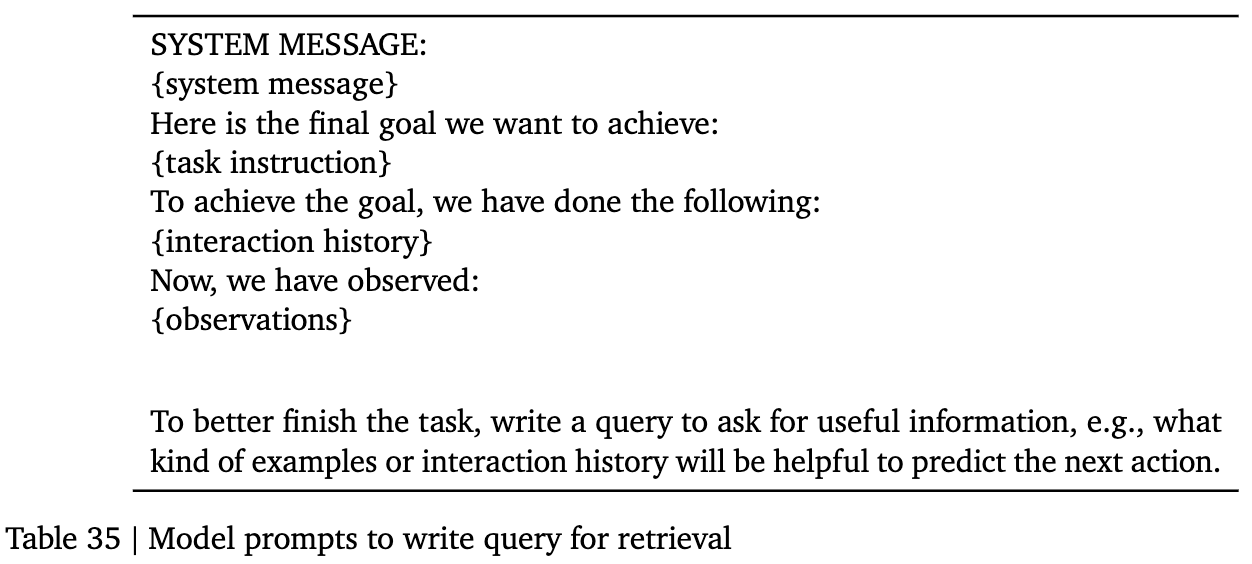 SYSTEM MESSAGE:
{system message}
Here is the final goal we want to achieve:
{task instruction}
To achieve the goal, we have done the following:
{interaction history}
Now, we have observed:
{observations}
To better finish the task, write a query to ask for useful information, e.g., what
kind of examples or interaction history will be helpful to predict the next action.
Table 35 | Model prompts to write query for retrieval